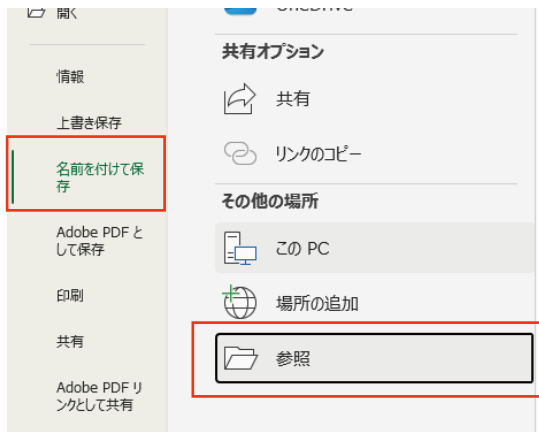 開く
情報
上書き保存
名前を付けて保
存
Adobe PDF と
して保存
印刷
共有
Adobe PDF リ
ンクとして共有
OneDrive
共有オプション
共有
リンクのコピー
その他の場所
この PC
場所の追加
参照